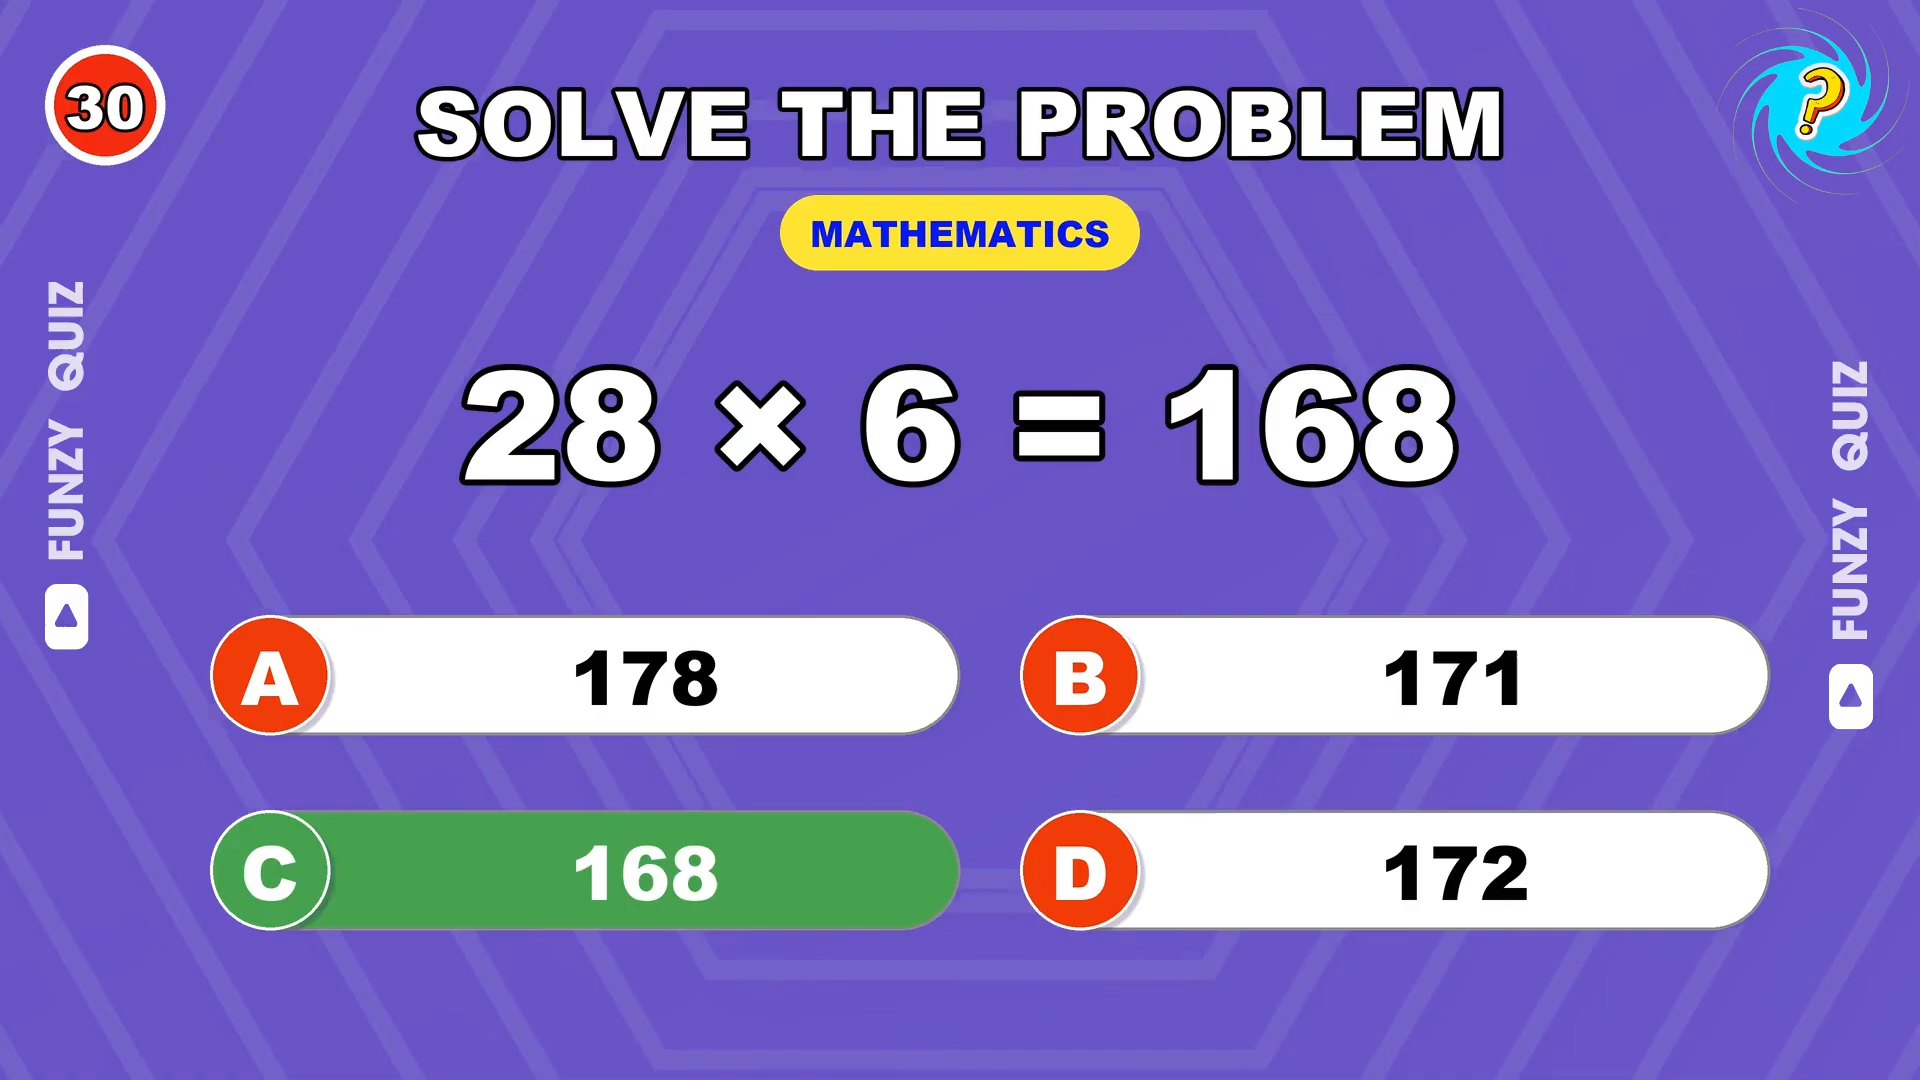 30
SOLVE THE PROBLEM
?
MATHEMATICS
28 × 6 = 168
FUNZY QUIZ
FUNZY QUIZ
A 178
B 171
C 168
D 172